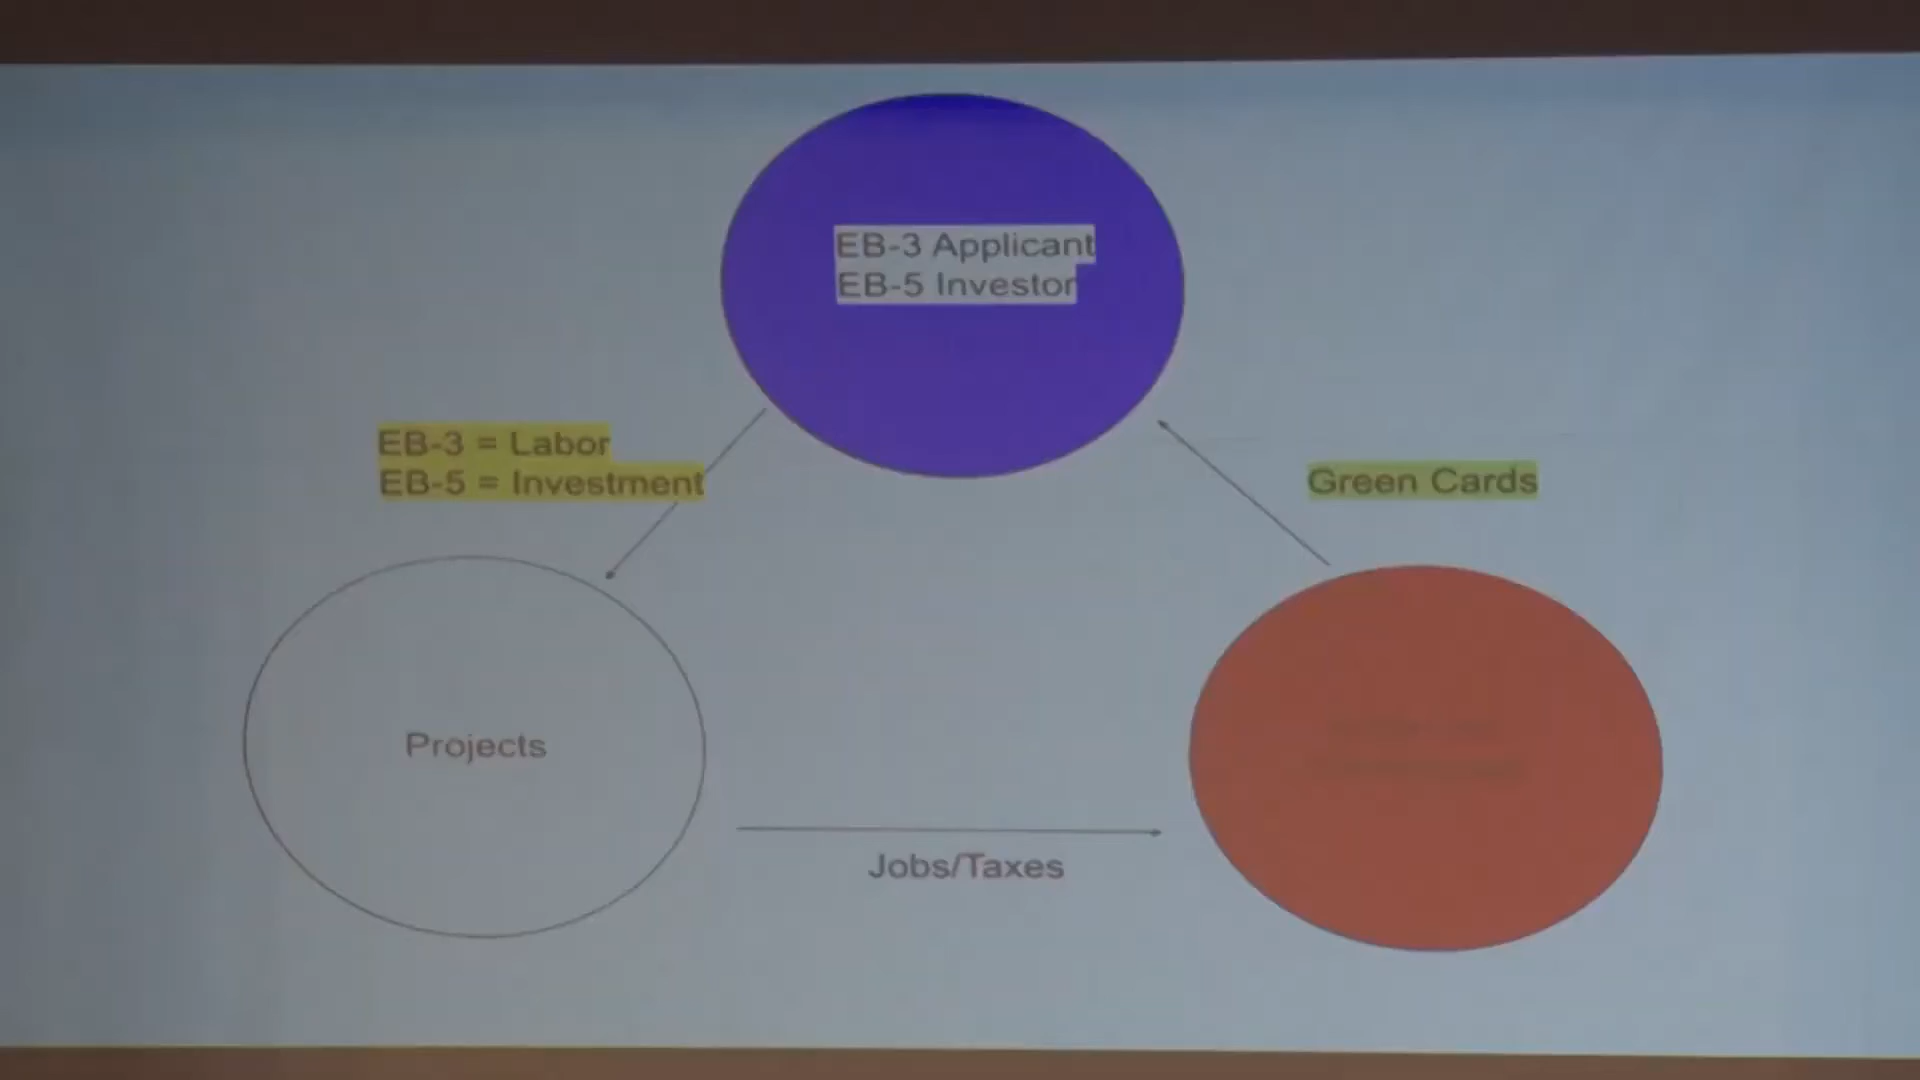 EB-3 Applicant
EB-5 Investor
EB-3 = Labor
EB-5 = Investment
Green Cards
Projects
Jobs/Taxes